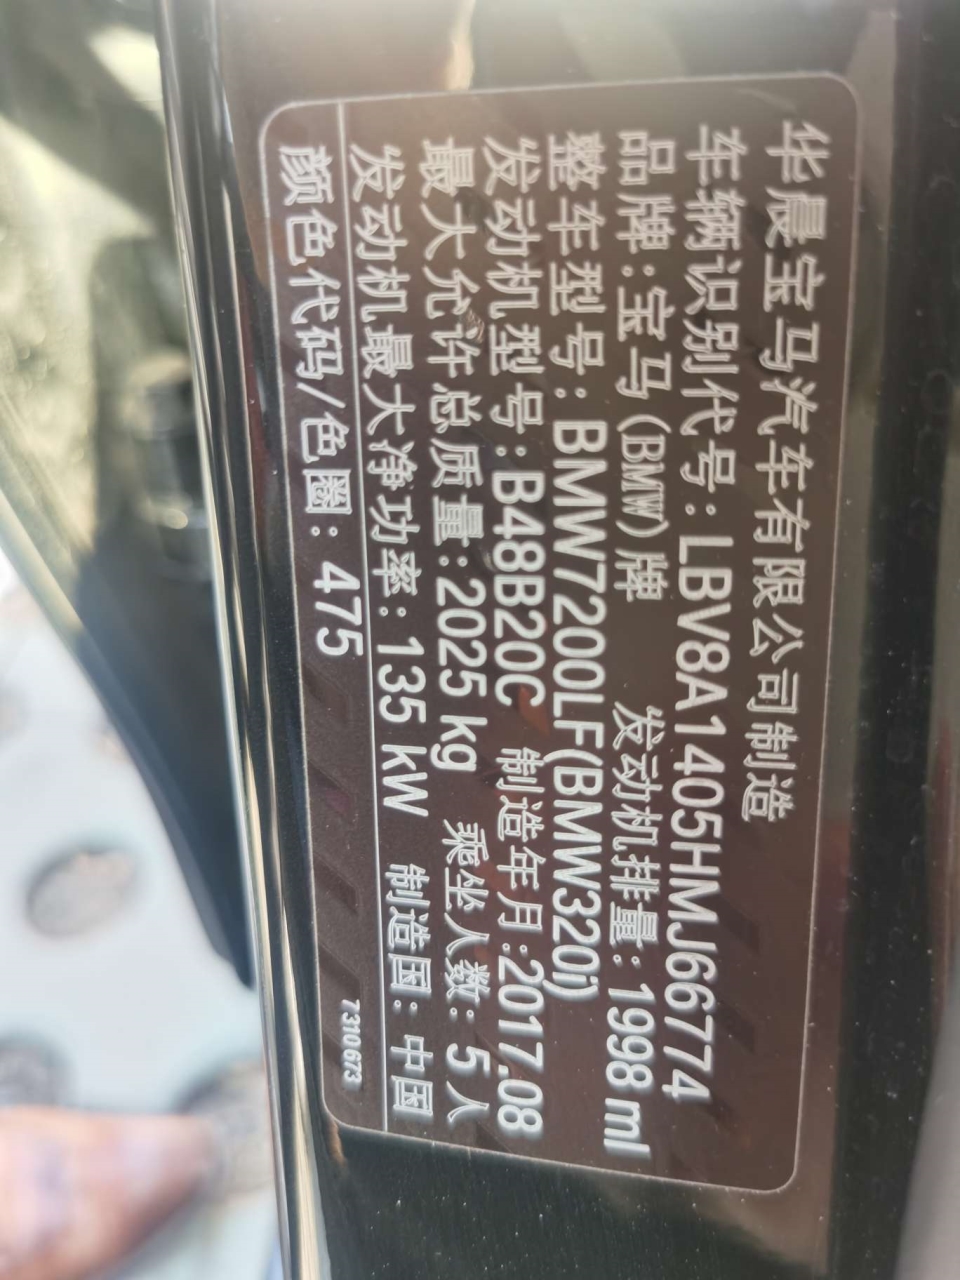 华晨宝马汽车有限公司制造
车辆识别代号：LBV8A1405HMJ66774
品牌：宝马(BMW)牌 发动机排量：1998 ml
整车型号：BMW7200LF(BMW320i)
发动机型号：B48B20C 制造年月：2017.08
最大允许总质量：2025 kg 乘坐人数：5人
发动机最大净功率：135 kW 制造国：中国
颜色代码/色圈：475
7310673